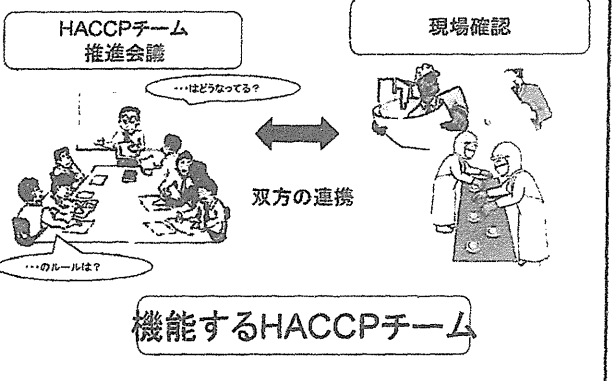 HACCPチーム
推進会議
現場確認
…はどうなってる？
双方の連携
…のルールは？
機能するHACCPチーム